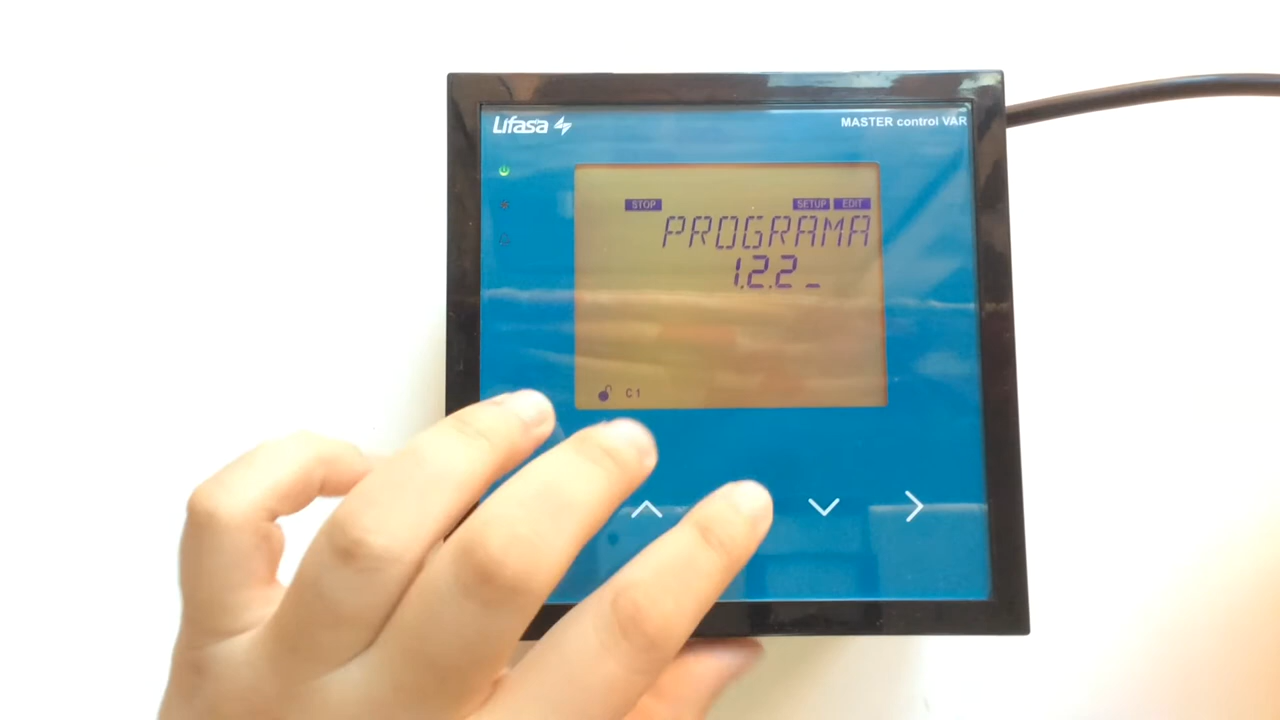 Lifasa
MASTER control VAR
STOP SETUP EDIT
PROGRAMA
1.2.2 _
C1